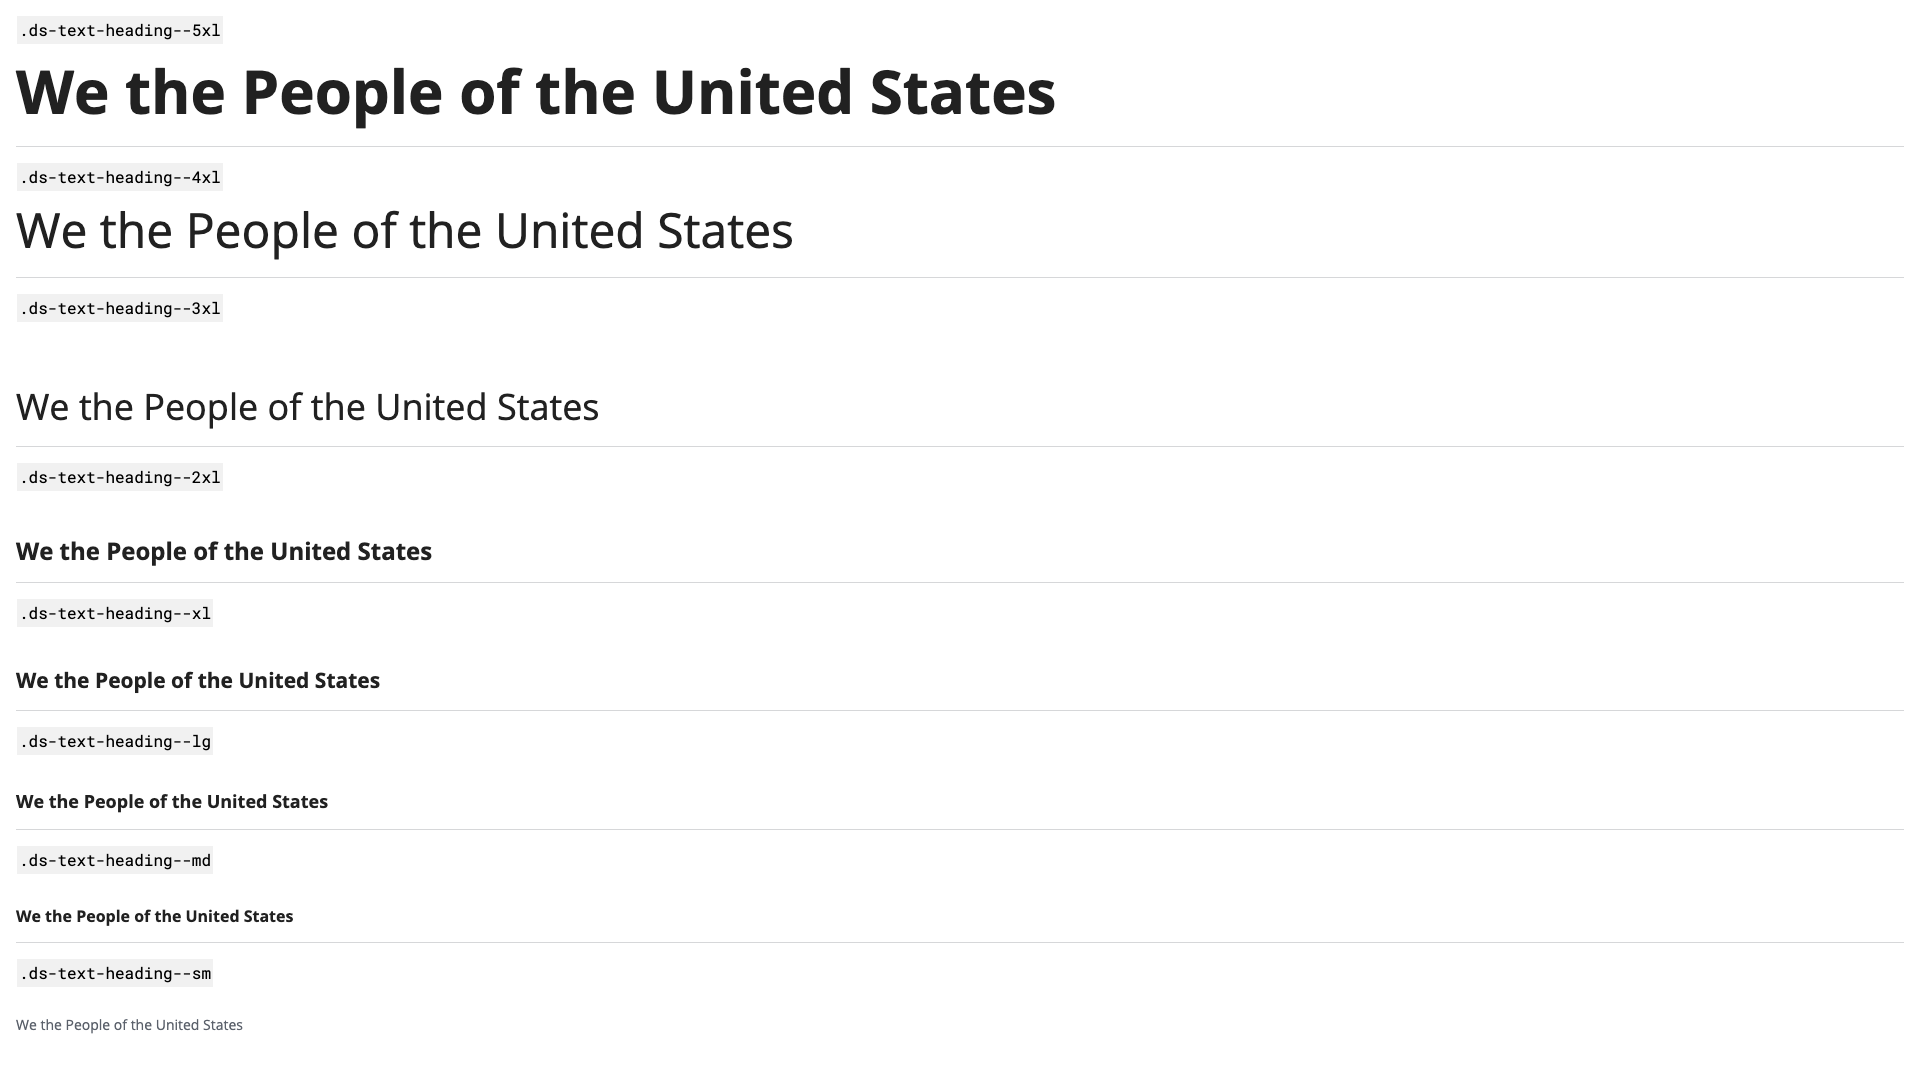 .ds-text-heading--5xl
We the People of the United States
.ds-text-heading--4xl
We the People of the United States
.ds-text-heading--3xl
We the People of the United States
.ds-text-heading--2xl
We the People of the United States
.ds-text-heading--xl
We the People of the United States
.ds-text-heading--lg
We the People of the United States
.ds-text-heading--md
We the People of the United States
.ds-text-heading--sm
We the People of the United States